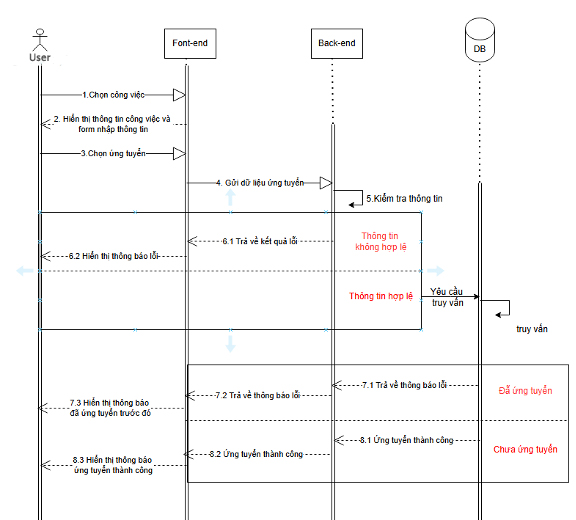 User
Font-end
Back-end
DB
1.Chọn công việc
2. Hiển thị thông tin công việc và
form nhập thông tin
3.Chọn ứng tuyển
4. Gửi dữ liệu ứng tuyển
5.Kiểm tra thông tin
6.1 Trả về kết quả lỗi
Thông tin
không hợp lệ
6.2 Hiển thị thông báo lỗi
Thông tin hợp lệ
Yêu cầu
truy vấn
truy vấn
7.1 Trả về thông báo lỗi
7.2 Trả về thông báo lỗi
Đã ứng tuyển
7.3 Hiển thị thông báo
đã ứng tuyển trước đó
8.1 Ứng tuyển thành công
8.2 Ứng tuyển thành công
Chưa ứng tuyển
8.3 Hiển thị thông báo
ứng tuyển thành công